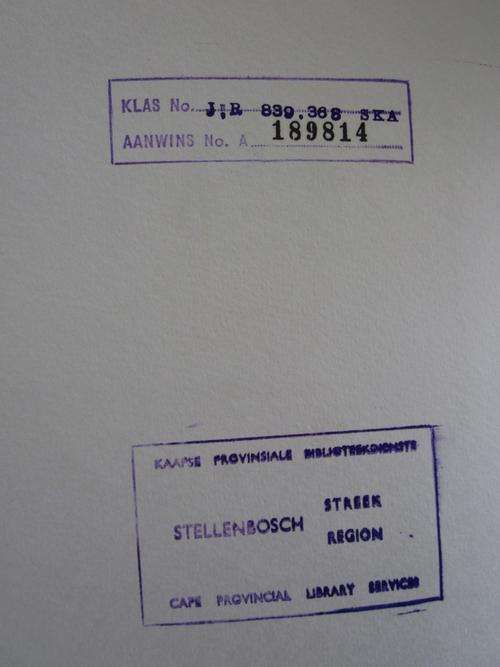 KLAS No. J:R 839.368 SKA
AANWINS No. A 189814
KAAPSE PROVINSIALE BIBLIOTEEKDIENSTE
STREEK
STELLENBOSCH
REGION
CAPE PROVINCIAL LIBRARY SERVICES